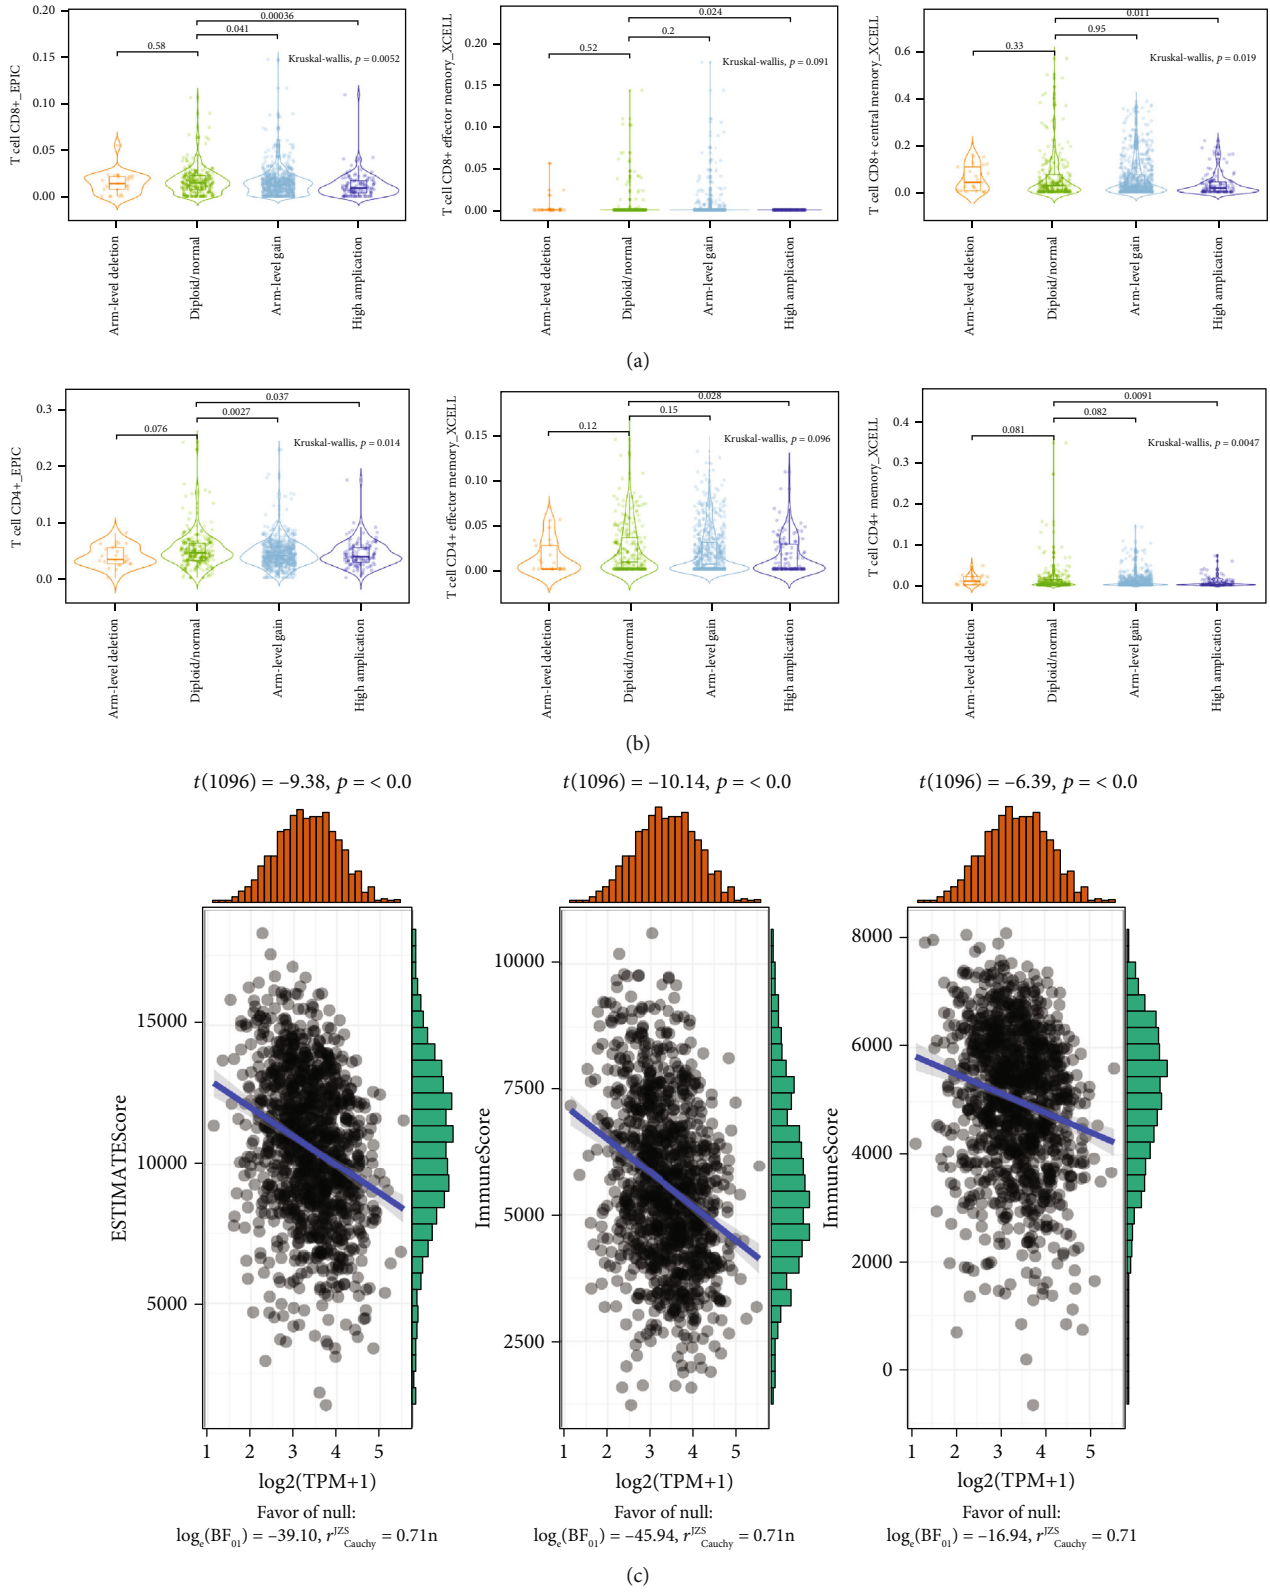 0.00036
0.041
0.58
Kruskal-wallis, p = 0.0052
T cell CD8+_EPIC
0.20
0.15
0.10
0.05
0.00
Arm-level deletion
Diploid/normal
Arm-level gain
High amplication
0.024
0.2
0.52
Kruskal-wallis, p = 0.091
T cell CD8+ effector memory_XCELL
0.20
0.15
0.10
0.05
0.00
Arm-level deletion
Diploid/normal
Arm-level gain
High amplication
0.011
0.95
0.33
Kruskal-wallis, p = 0.019
T cell CD8+ central memory_XCELL
0.6
0.4
0.2
0.0
Arm-level deletion
Diploid/normal
Arm-level gain
High amplication
(a)
0.037
0.0027
0.076
Kruskal-wallis, p = 0.014
T cell CD4+_EPIC
0.3
0.2
0.1
0.0
Arm-level deletion
Diploid/normal
Arm-level gain
High amplication
0.028
0.15
0.12
Kruskal-wallis, p = 0.096
T cell CD4+ effector memory_XCELL
0.15
0.10
0.05
0.00
Arm-level deletion
Diploid/normal
Arm-level gain
High amplication
0.0091
0.082
0.081
Kruskal-wallis, p = 0.0047
T cell CD4+ memory_XCELL
0.4
0.3
0.2
0.1
0.0
Arm-level deletion
Diploid/normal
Arm-level gain
High amplication
(b)
t(1096) = –9.38, p = < 0.0
ESTIMATEScore
15000
10000
5000
1 2 3 4 5
log2(TPM+1)
Favor of null:
logₑ(BF₀₁) = –39.10, r^JZS_Cauchy = 0.71n
t(1096) = –10.14, p = < 0.0
ImmuneScore
10000
7500
5000
2500
1 2 3 4 5
log2(TPM+1)
Favor of null:
logₑ(BF₀₁) = –45.94, r^JZS_Cauchy = 0.71n
t(1096) = –6.39, p = < 0.0
ImmuneScore
8000
6000
4000
2000
0
1 2 3 4 5
log2(TPM+1)
Favor of null:
logₑ(BF₀₁) = –16.94, r^JZS_Cauchy = 0.71
(c)